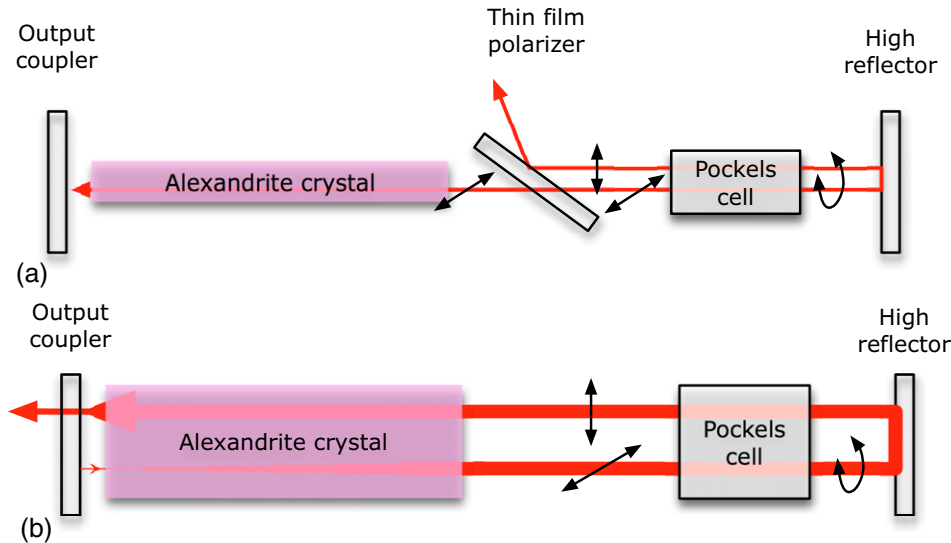 Output
coupler
Thin film
polarizer
High
reflector
Alexandrite crystal
Pockels
cell
(a)
Output
coupler
High
reflector
Alexandrite crystal
Pockels
cell
(b)